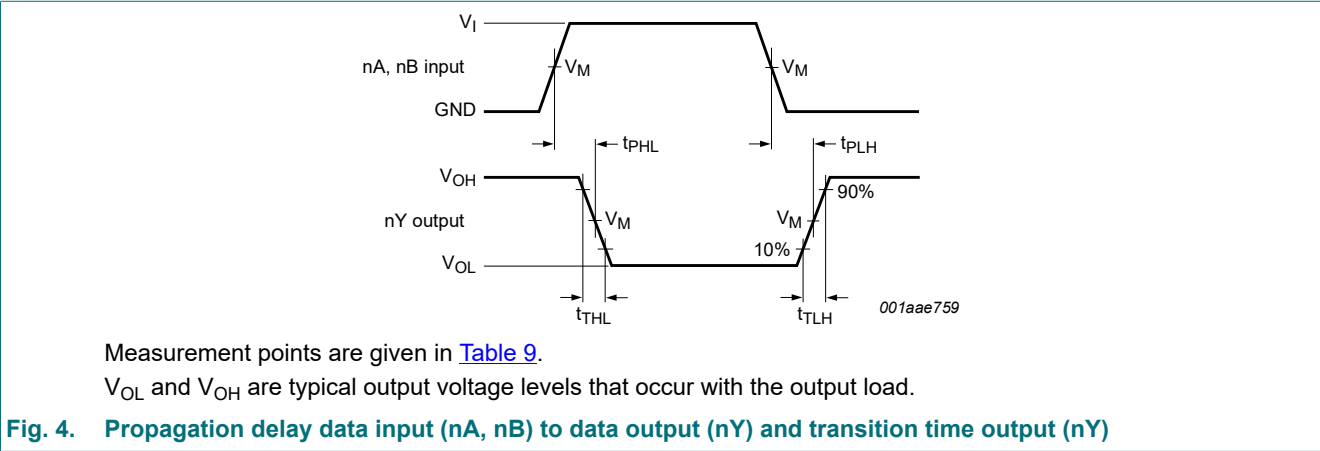 VI
nA, nB input
VM
VM
GND
tPHL
tPLH
VOH
90%
nY output
VM
VM
10%
VOL
tTHL
tTLH
001aae759
Measurement points are given in Table 9.
VOL and VOH are typical output voltage levels that occur with the output load.
Fig. 4. Propagation delay data input (nA, nB) to data output (nY) and transition time output (nY)